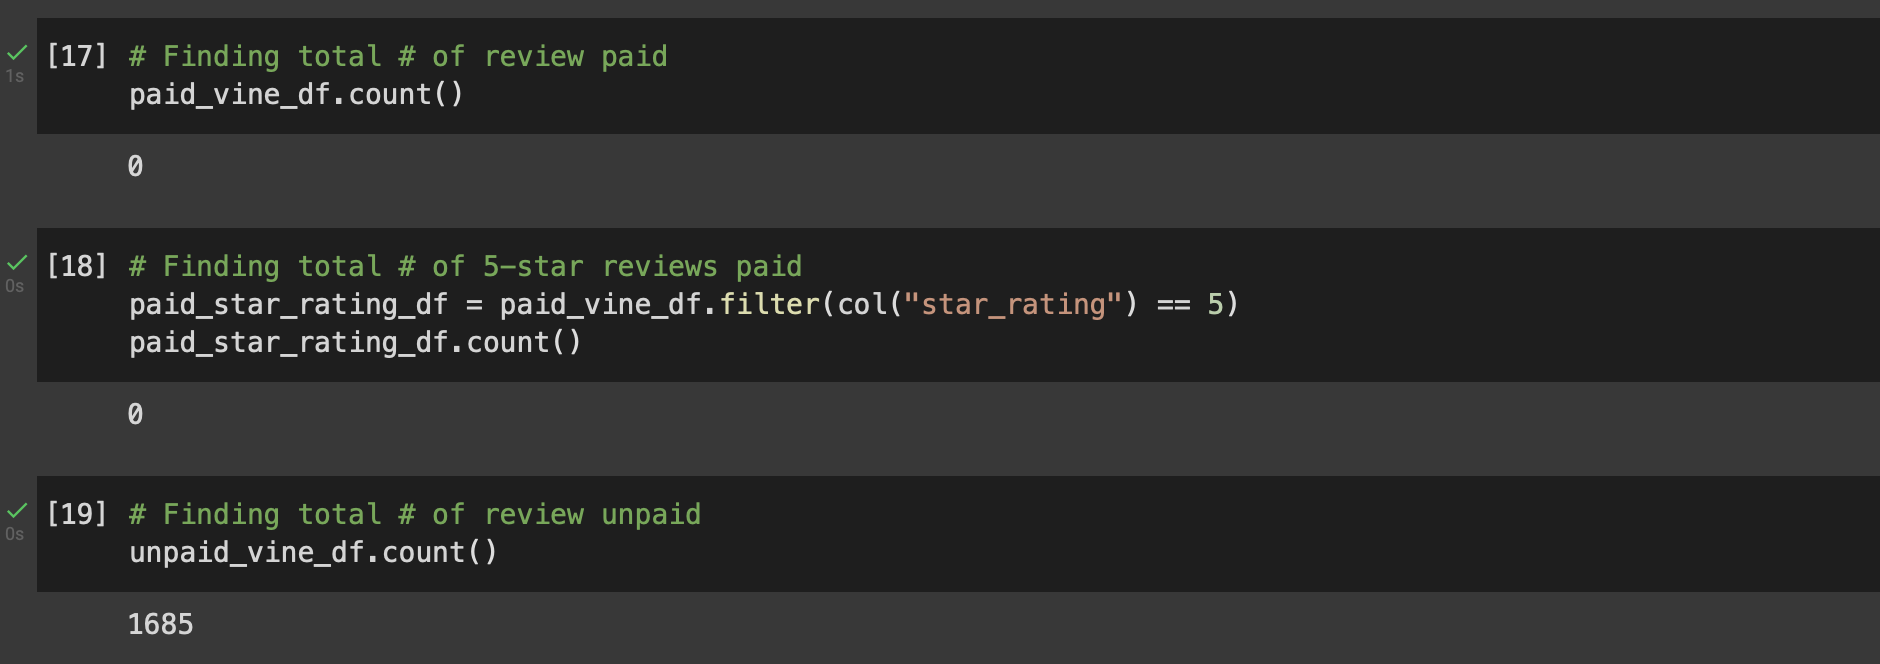 [17] # Finding total # of review paid
1s
paid_vine_df.count()
0
[18] # Finding total # of 5-star reviews paid
0s
paid_star_rating_df = paid_vine_df.filter(col("star_rating") == 5)
paid_star_rating_df.count()
0
[19] # Finding total # of review unpaid
0s
unpaid_vine_df.count()
1685